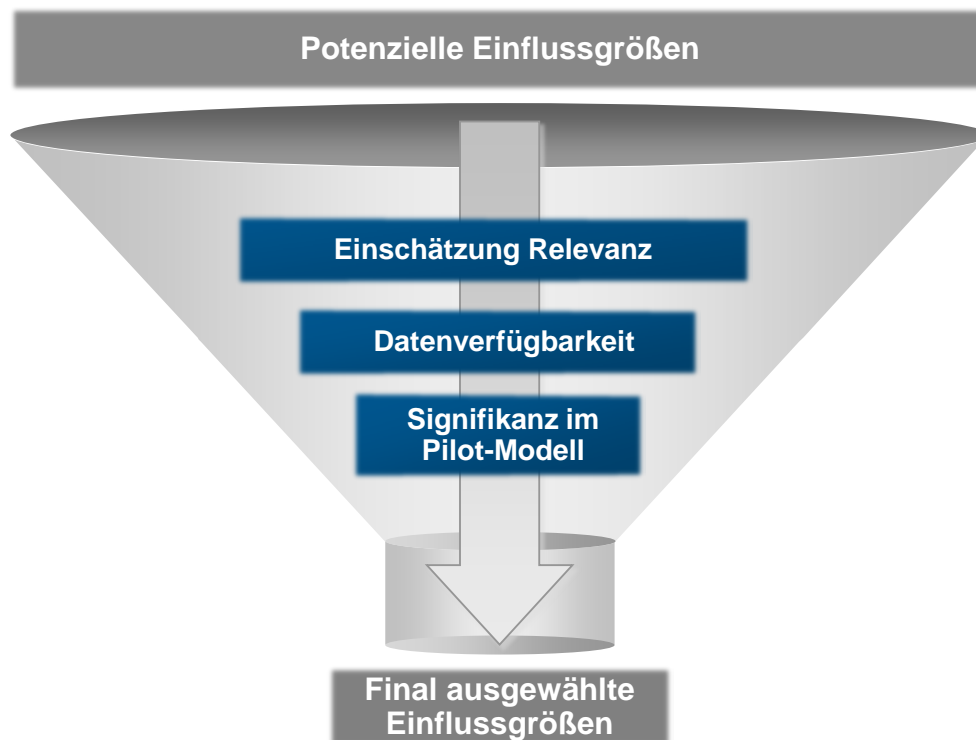 Potenzielle Einflussgrößen
Einschätzung Relevanz
Datenverfügbarkeit
Signifikanz im
Pilot-Modell
Final ausgewählte
Einflussgrößen